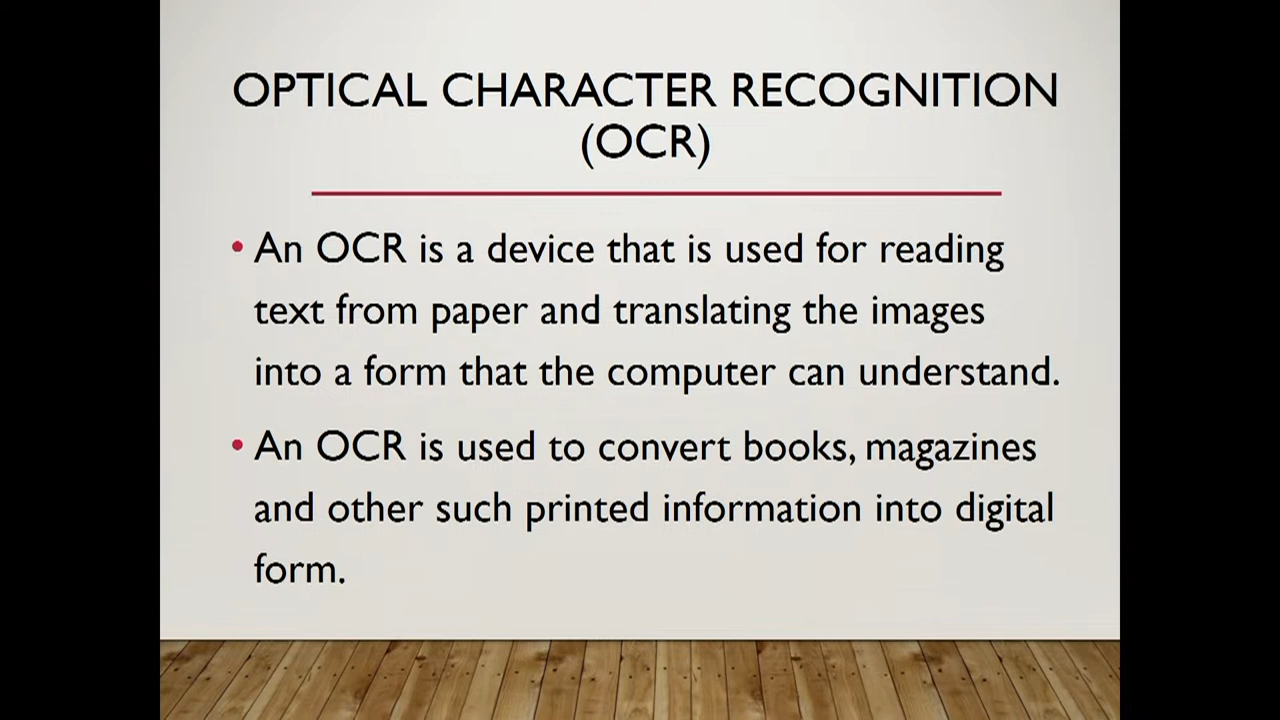 OPTICAL CHARACTER RECOGNITION
(OCR)
• An OCR is a device that is used for reading
text from paper and translating the images
into a form that the computer can understand.
• An OCR is used to convert books, magazines
and other such printed information into digital
form.